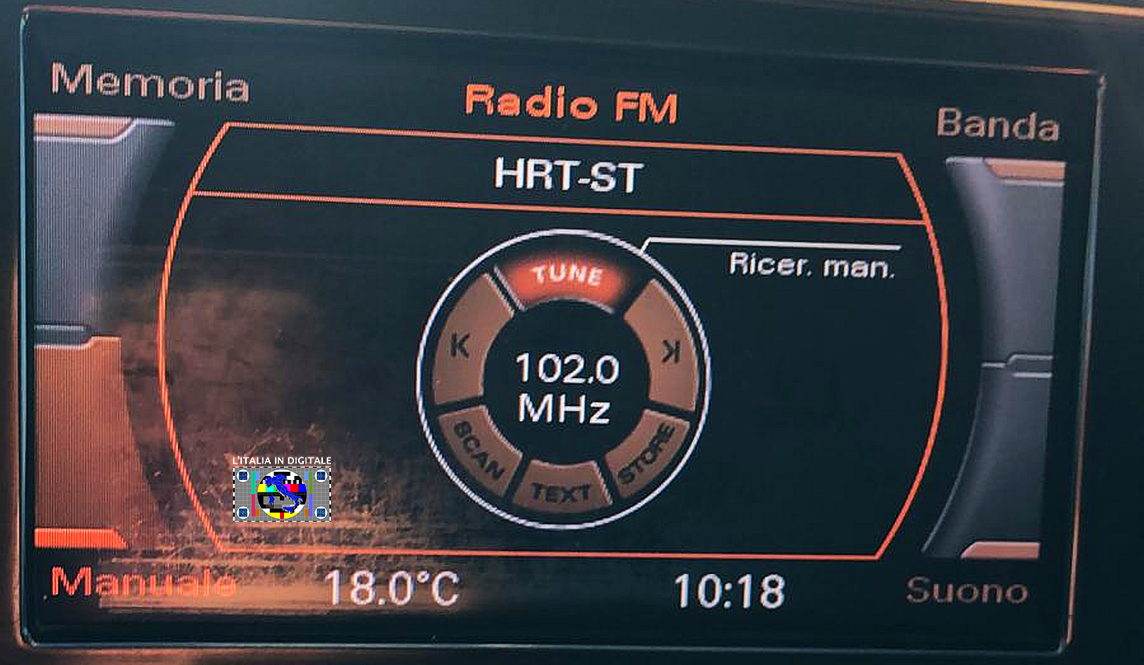 Memoria
Radio FM
Banda
HRT-ST
TUNE
Ricer. man.
K
K
102.0
MHz
SCAN
TEXT
STORE
L'ITALIA IN DIGITALE
Manuale
18.0°C
10:18
Suono